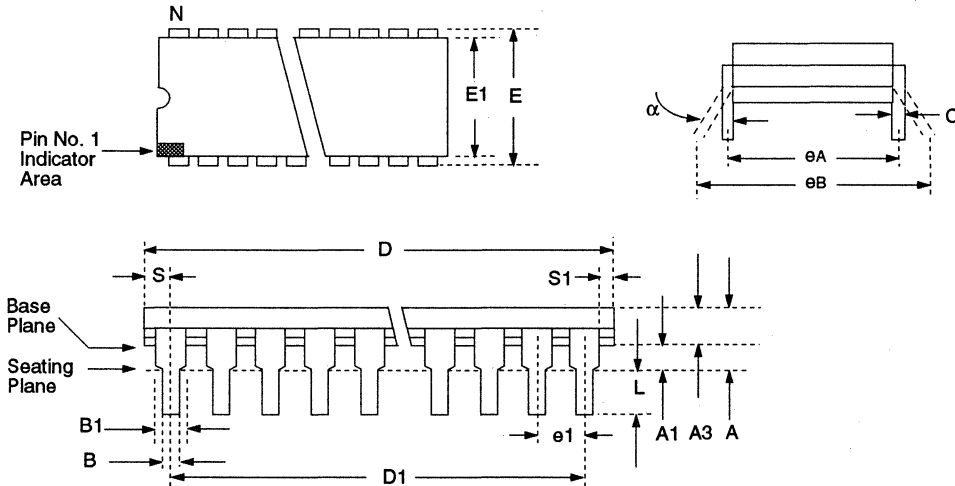 N
E1
E
Pin No. 1
Indicator
Area
α
C
eA
eB
D
S
S1
Base
Plane
Seating
Plane
L
B1
B
e1
A1
A3
A
D1